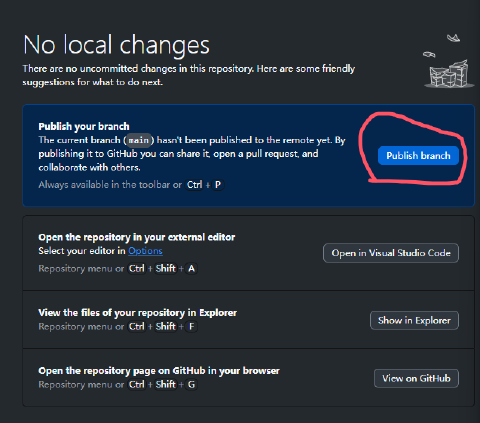 No local changes
There are no uncommitted changes in this repository. Here are some friendly
suggestions for what to do next.
Publish your branch
The current branch (main) hasn't been published to the remote yet. By
publishing it to GitHub you can share it, open a pull request, and
collaborate with others.
Always available in the toolbar or Ctrl + P
Publish branch
Open the repository in your external editor
Select your editor in Options
Repository menu or Ctrl + Shift + A
Open in Visual Studio Code
View the files of your repository in Explorer
Repository menu or Ctrl + Shift + F
Show in Explorer
Open the repository page on GitHub in your browser
Repository menu or Ctrl + Shift + G
View on GitHub